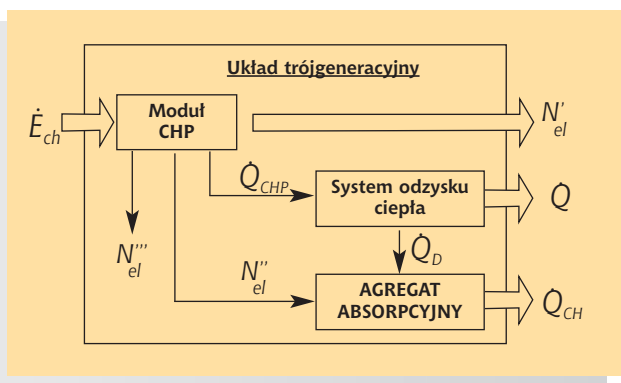 Układ trójgeneracyjny
Ė_ch
Moduł
CHP
N'_el
Q̇_CHP
System odzysku
ciepła
Q̇
N'''_el
Q̇_D
N''_el
AGREGAT
ABSORPCYJNY
Q̇_CH